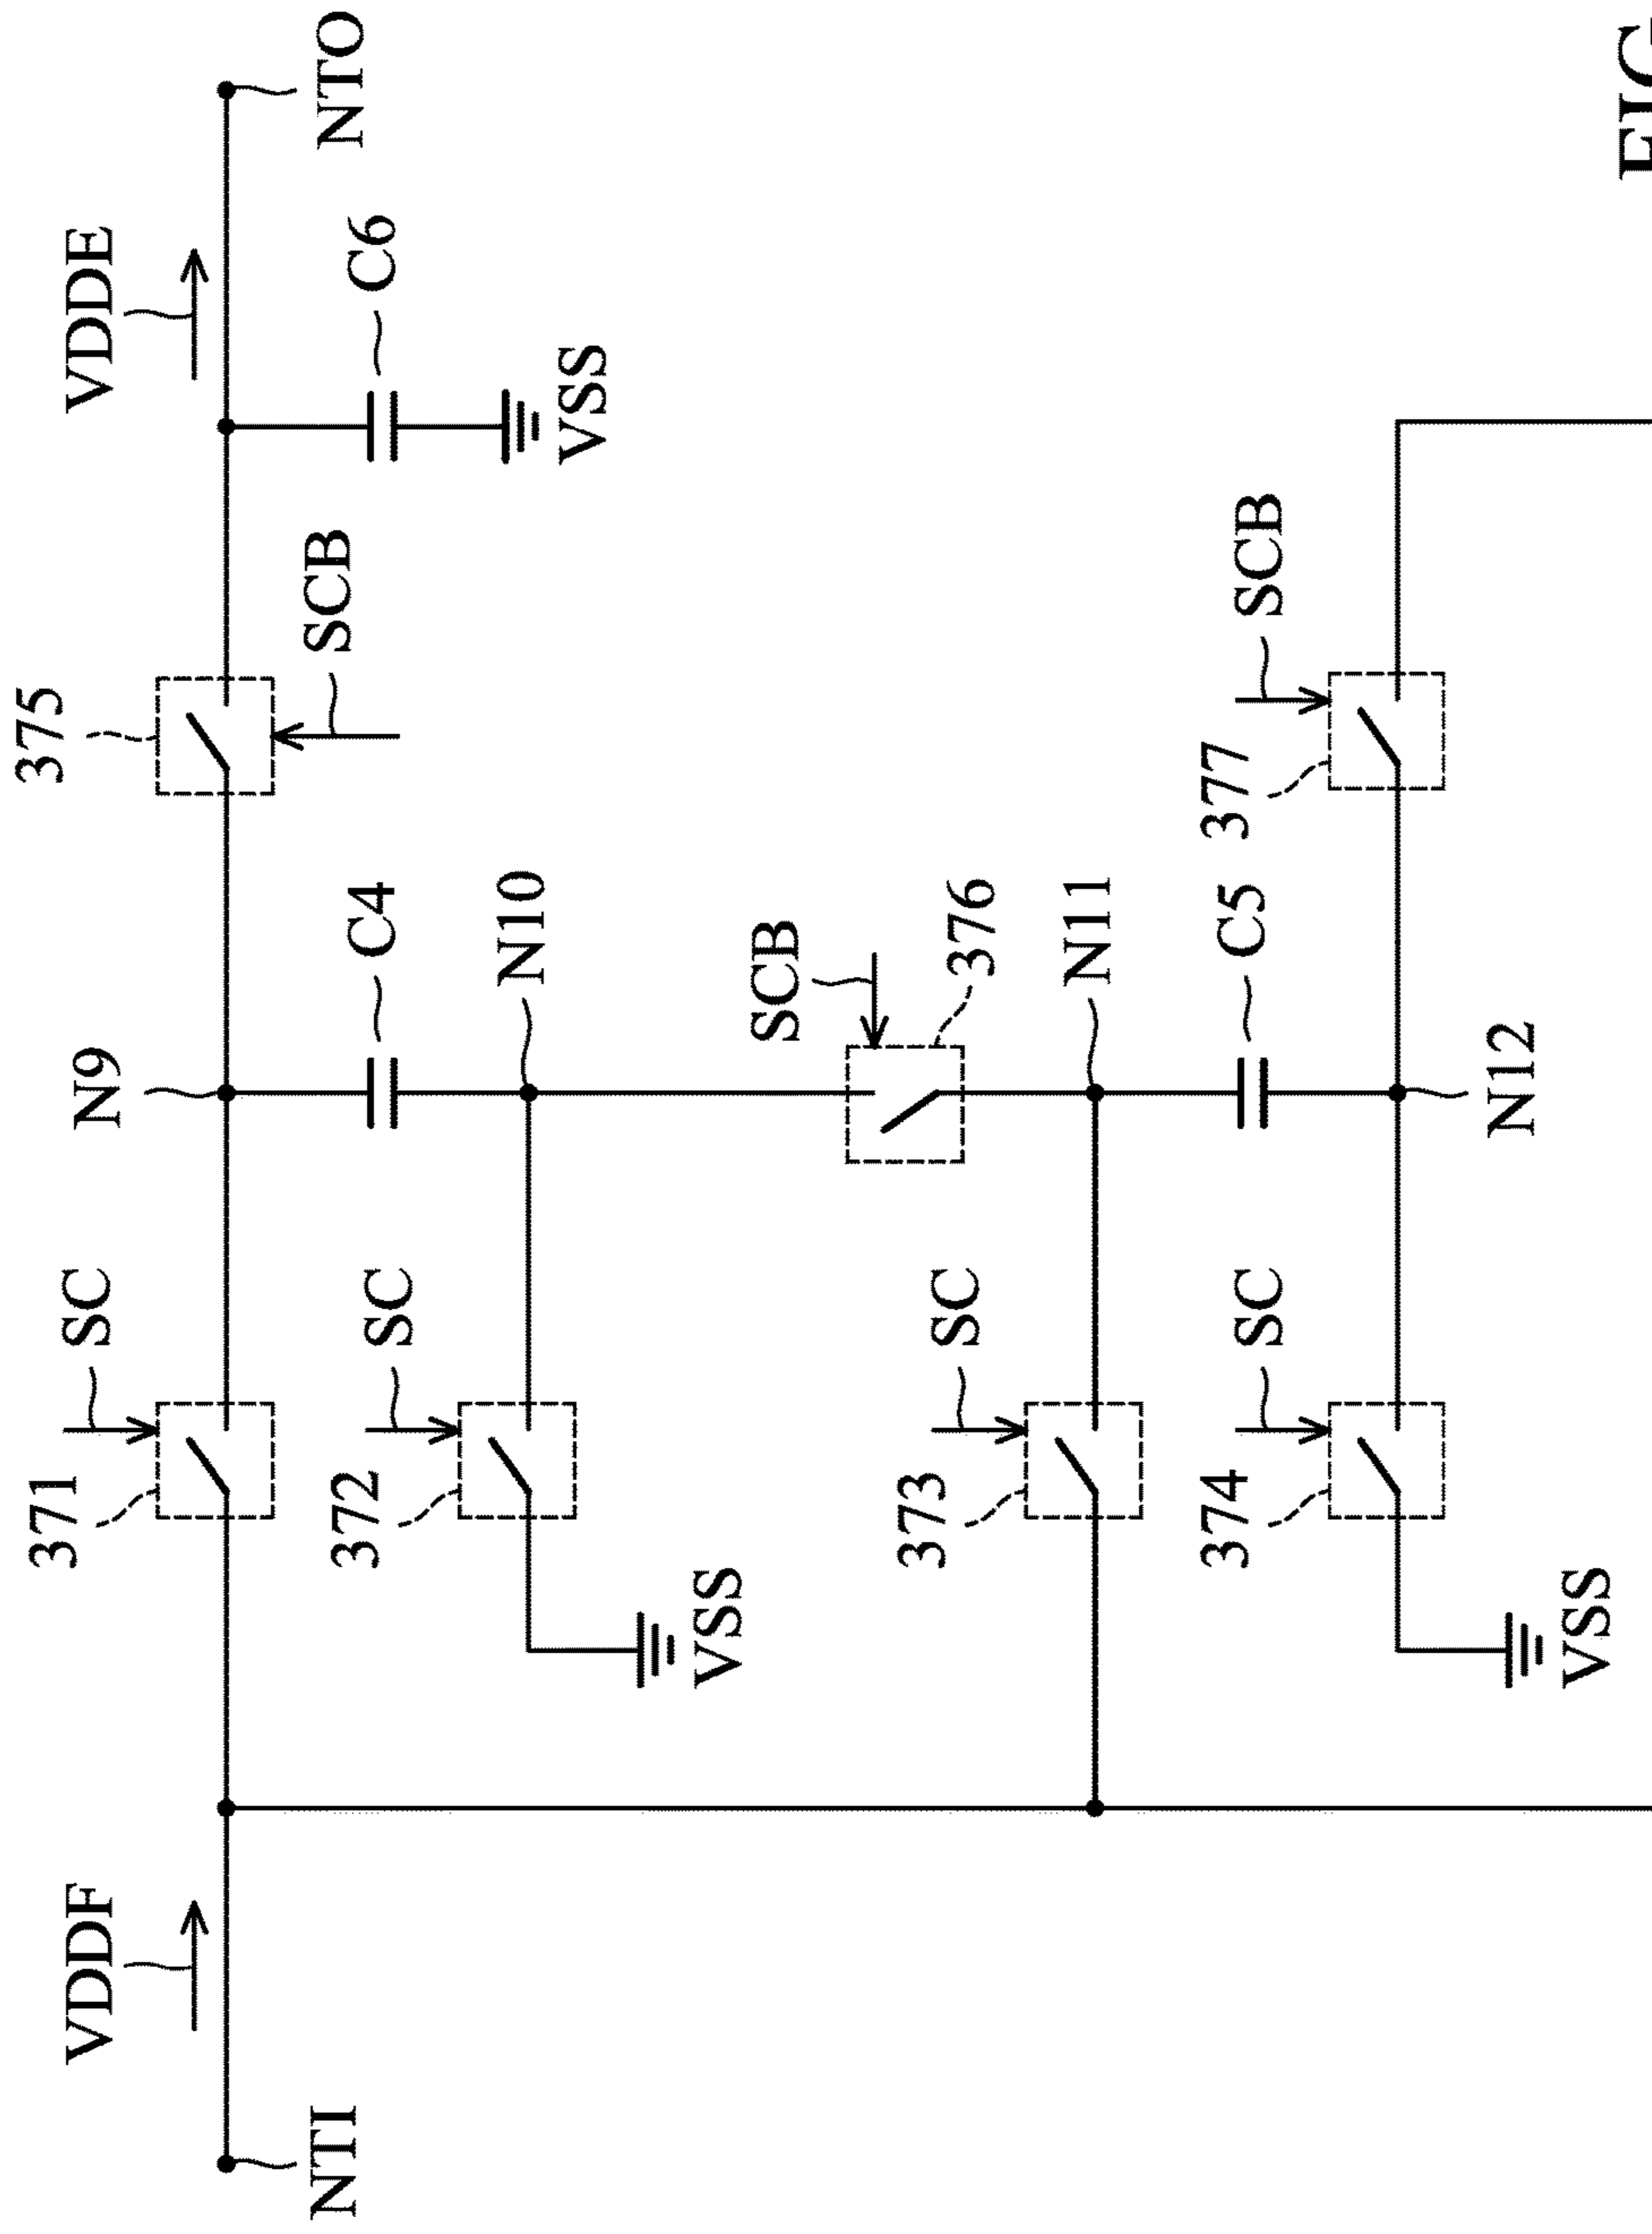 VDDF
371
SC
N9
375
VDDE
NTI
372
SC
C4
SCB
C6
NTO
N10
VSS
VSS
SCB
373
SC
376
N11
374
SC
C5
377
SCB
N12
VSS